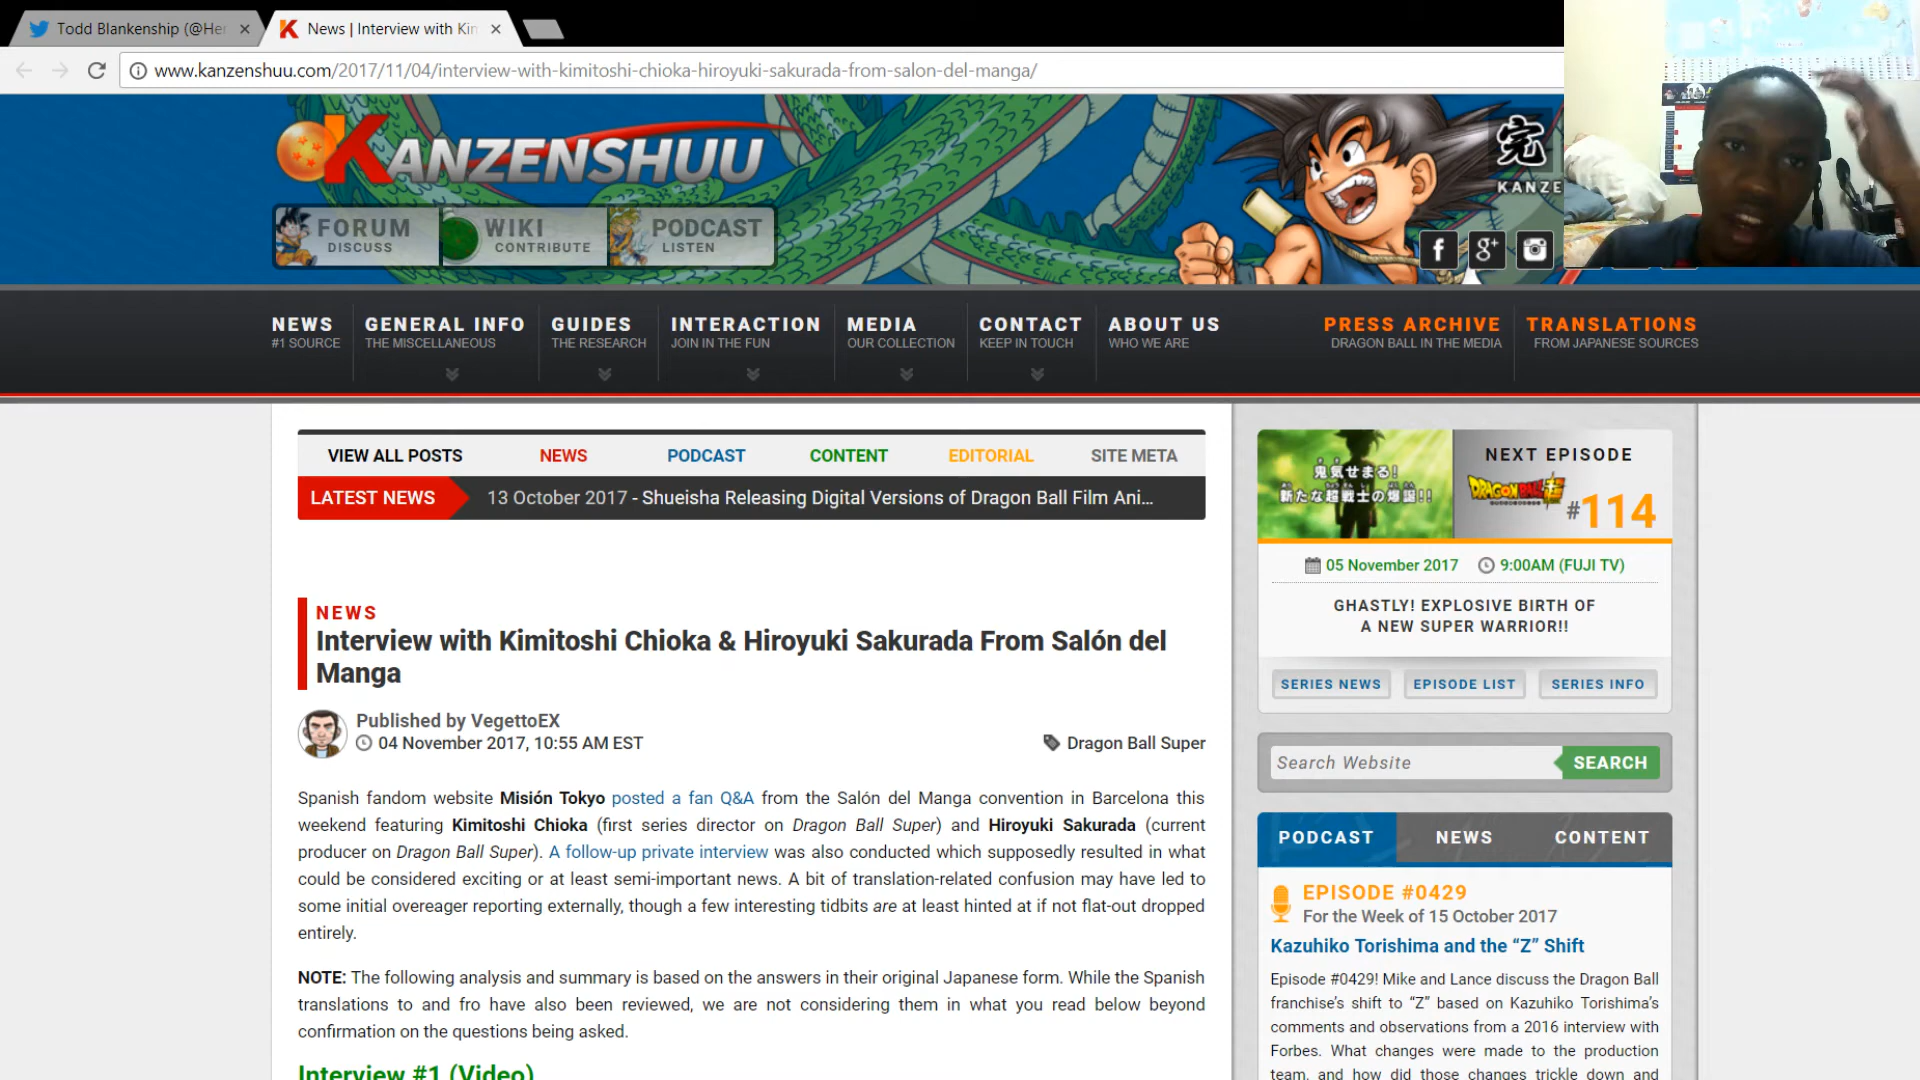 Todd Blankenship (@He
News | Interview with Kin
www.kanzenshuu.com/2017/11/04/interview-with-kimitoshi-chioka-hiroyuki-sakurada-from-salon-del-manga/
KANZENSHUU
完
KANZE
FORUM
DISCUSS
WIKI
CONTRIBUTE
PODCAST
LISTEN
f
g+
NEWS
#1 SOURCE
GENERAL INFO
THE MISCELLANEOUS
GUIDES
THE RESEARCH
INTERACTION
JOIN IN THE FUN
MEDIA
OUR COLLECTION
CONTACT
KEEP IN TOUCH
ABOUT US
WHO WE ARE
PRESS ARCHIVE
DRAGON BALL IN THE MEDIA
TRANSLATIONS
FROM JAPANESE SOURCES
VIEW ALL POSTS
NEWS
PODCAST
CONTENT
EDITORIAL
SITE META
LATEST NEWS
13 October 2017 - Shueisha Releasing Digital Versions of Dragon Ball Film Ani...
NEWS
Interview with Kimitoshi Chioka & Hiroyuki Sakurada From Salón del
Manga
Published by VegettoEX
04 November 2017, 10:55 AM EST
Dragon Ball Super
Spanish fandom website Misión Tokyo posted a fan Q&A from the Salón del Manga convention in Barcelona this
weekend featuring Kimitoshi Chioka (first series director on Dragon Ball Super) and Hiroyuki Sakurada (current
producer on Dragon Ball Super). A follow-up private interview was also conducted which supposedly resulted in what
could be considered exciting or at least semi-important news. A bit of translation-related confusion may have led to
some initial overeager reporting externally, though a few interesting tidbits are at least hinted at if not flat-out dropped
entirely.
NOTE: The following analysis and summary is based on the answers in their original Japanese form. While the Spanish
translations to and fro have also been reviewed, we are not considering them in what you read below beyond
confirmation on the questions being asked.
Interview #1 (Video)
鬼気せまる!
新たな超戦士の爆誕!!
NEXT EPISODE
DRAGON BALL 超
#114
05 November 2017
9:00AM (FUJI TV)
GHASTLY! EXPLOSIVE BIRTH OF
A NEW SUPER WARRIOR!!
SERIES NEWS
EPISODE LIST
SERIES INFO
Search Website
SEARCH
PODCAST
NEWS
CONTENT
EPISODE #0429
For the Week of 15 October 2017
Kazuhiko Torishima and the “Z” Shift
Episode #0429! Mike and Lance discuss the Dragon Ball
franchise’s shift to “Z” based on Kazuhiko Torishima’s
comments and observations from a 2016 interview with
Forbes. What changes were made to the production
team, and how did those changes trickle down and